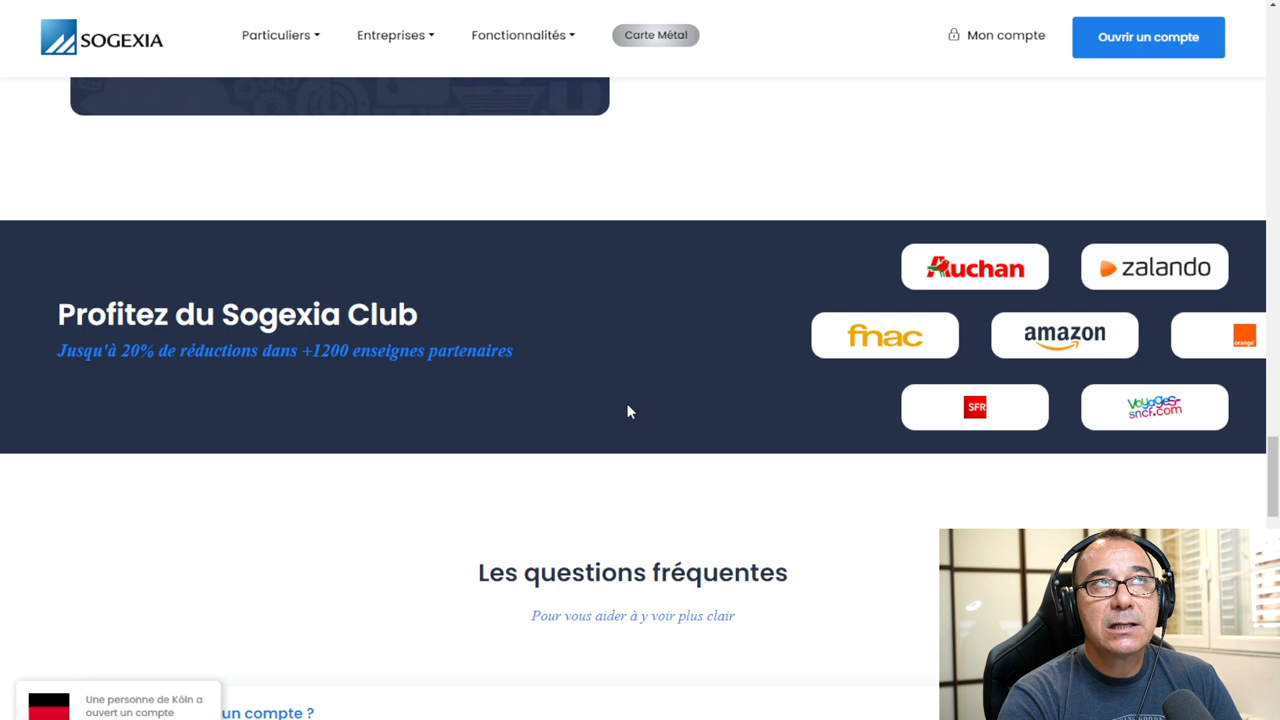 SOGEXIA
Particuliers
Entreprises
Fonctionnalités
Carte Métal
Mon compte
Ouvrir un compte
Profitez du Sogexia Club
Jusqu'à 20% de réductions dans +1200 enseignes partenaires
Auchan
zalando
fnac
amazon
orange
SFR
Voyages-
sncf.com
Les questions fréquentes
Pour vous aider à y voir plus clair
Une personne de Köln a
ouvert un compte
un compte ?